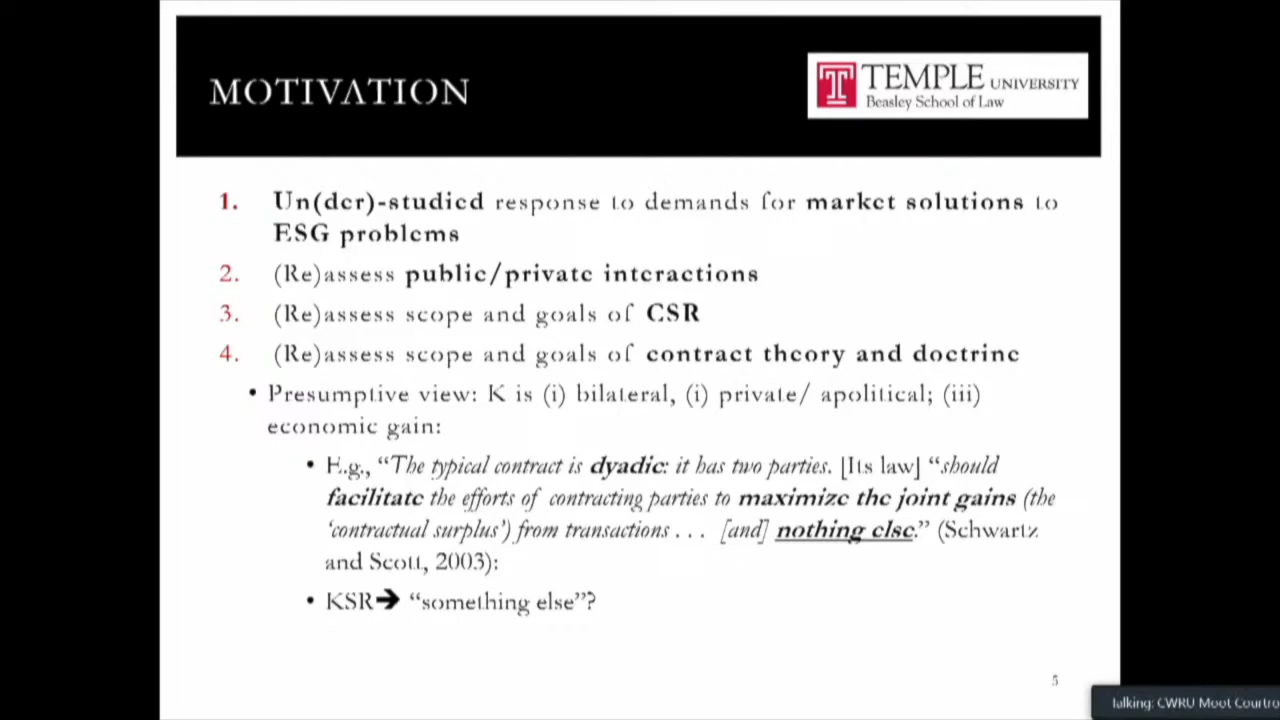 MOTIVATION
TEMPLE UNIVERSITY
Beasley School of Law
1. Un(der)-studied response to demands for market solutions to
ESG problems
2. (Re)assess public/private interactions
3. (Re)assess scope and goals of CSR
4. (Re)assess scope and goals of contract theory and doctrine
• Presumptive view: K is (i) bilateral, (i) private/ apolitical; (iii)
economic gain:
• E.g., “The typical contract is dyadic: it has two parties. [Its law] “should
facilitate the efforts of contracting parties to maximize the joint gains (the
‘contractual surplus’) from transactions . . . [and] nothing else.” (Schwartz
and Scott, 2003):
• KSR➔ “something else”?
5
Talking: CWRU Moot Courtro